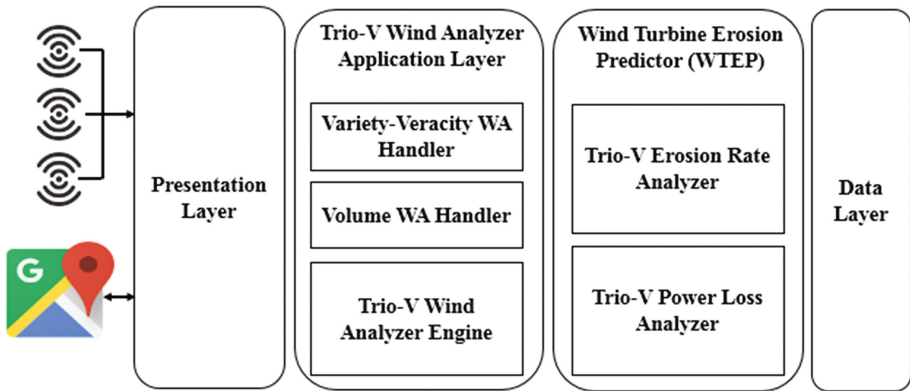 G
Presentation
Layer
Trio-V Wind Analyzer
Application Layer
Variety-Veracity WA
Handler
Volume WA Handler
Trio-V Wind
Analyzer Engine
Wind Turbine Erosion
Predictor (WTEP)
Trio-V Erosion Rate
Analyzer
Trio-V Power Loss
Analyzer
Data
Layer